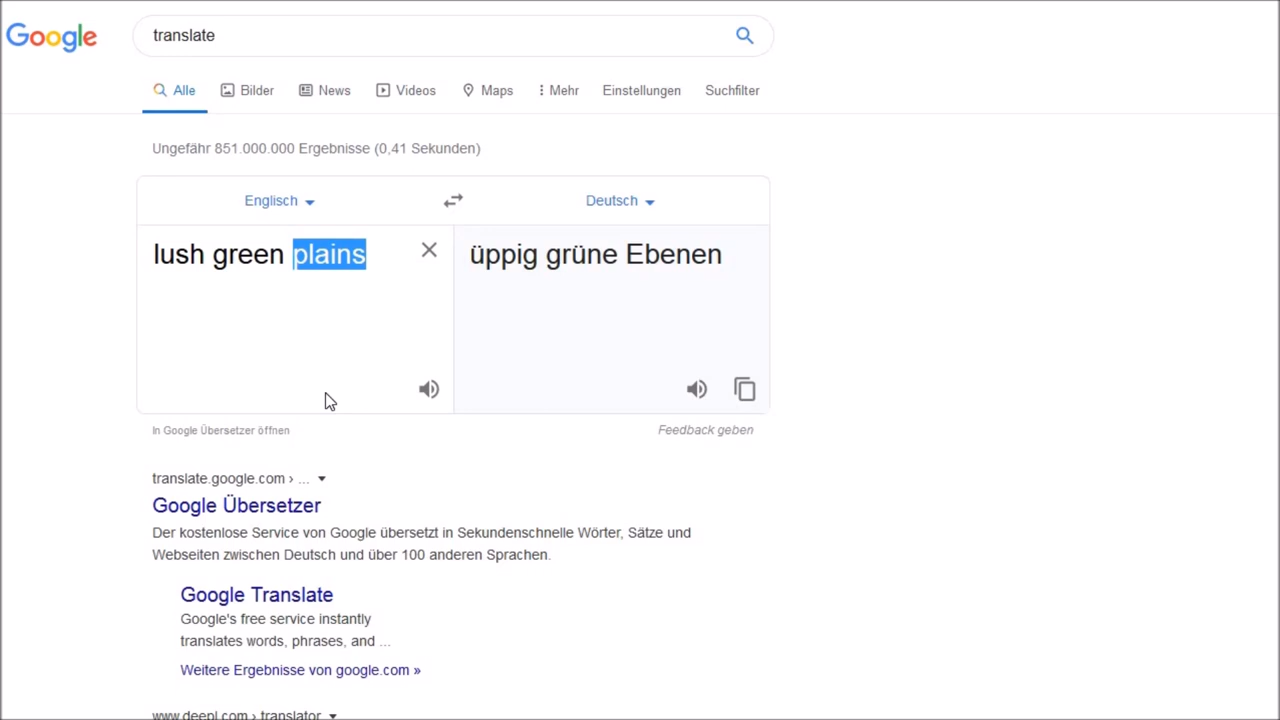 Google
translate
Alle Bilder News Videos Maps Mehr Einstellungen Suchfilter
Ungefähr 851.000.000 Ergebnisse (0,41 Sekunden)
Englisch Deutsch
lush green plains üppig grüne Ebenen
In Google Übersetzer öffnen Feedback geben
translate.google.com › ...
Google Übersetzer
Der kostenlose Service von Google übersetzt in Sekundenschnelle Wörter, Sätze und
Webseiten zwischen Deutsch und über 100 anderen Sprachen.
Google Translate
Google's free service instantly
translates words, phrases, and ...
Weitere Ergebnisse von google.com »
www.deepl.com › translator